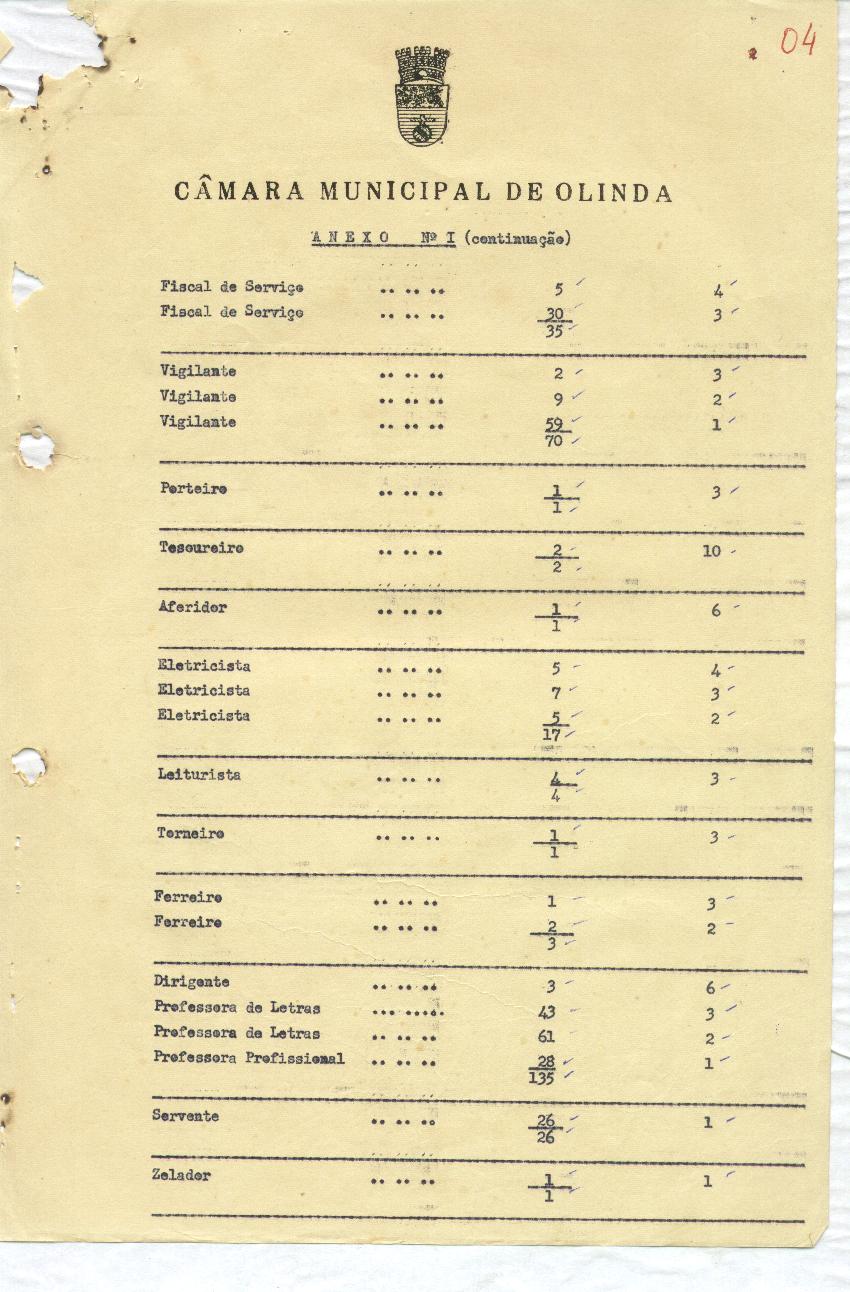 04
CÂMARA MUNICIPAL DE OLINDA
ANEXO Nº I (continuação)
Fiscal de Serviço .. .. .. 5 4
Fiscal de Serviço .. .. .. 30 3
35
Vigilante .. .. .. 2 3
Vigilante .. .. .. 9 2
Vigilante .. .. .. 59 1
70
Porteiro .. .. .. 1 3
1
Tesoureiro .. .. .. 2 10
2
Aferidor .. .. .. 1 6
1
Eletricista .. .. .. 5 4
Eletricista .. .. .. 7 3
Eletricista .. .. .. 5 2
17
Leiturista .. .. .. 4 3
4
Torneiro .. .. .. 1 3
1
Ferreiro .. .. .. 1 3
Ferreiro .. .. .. 2 2
3
Dirigente .. .. .. 3 6
Professora de Letras ... ..... 43 3
Professora de Letras .. .. .. 61 2
Professora Profissional .. .. .. 28 1
135
Servente .. .. .. 26 1
26
Zelador .. .. .. 1 1
1